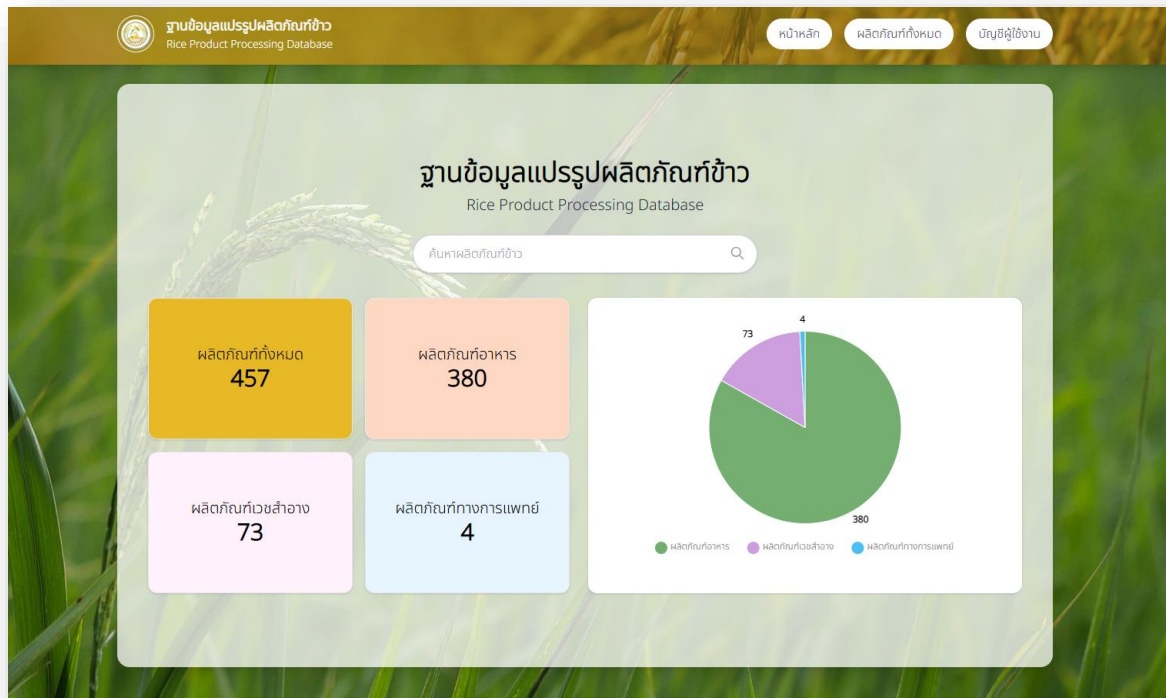 ฐานข้อมูลแปรรูปผลิตภัณฑ์ข้าว
Rice Product Processing Database
หน้าหลัก
ผลิตภัณฑ์ทั้งหมด
บัญชีผู้ใช้งาน
ฐานข้อมูลแปรรูปผลิตภัณฑ์ข้าว
Rice Product Processing Database
ค้นหาผลิตภัณฑ์ข้าว
ผลิตภัณฑ์ทั้งหมด
457
ผลิตภัณฑ์อาหาร
380
ผลิตภัณฑ์เวชสำอาง
73
ผลิตภัณฑ์ทางการแพทย์
4
4
73
380
ผลิตภัณฑ์อาหาร
ผลิตภัณฑ์เวชสำอาง
ผลิตภัณฑ์ทางการแพทย์